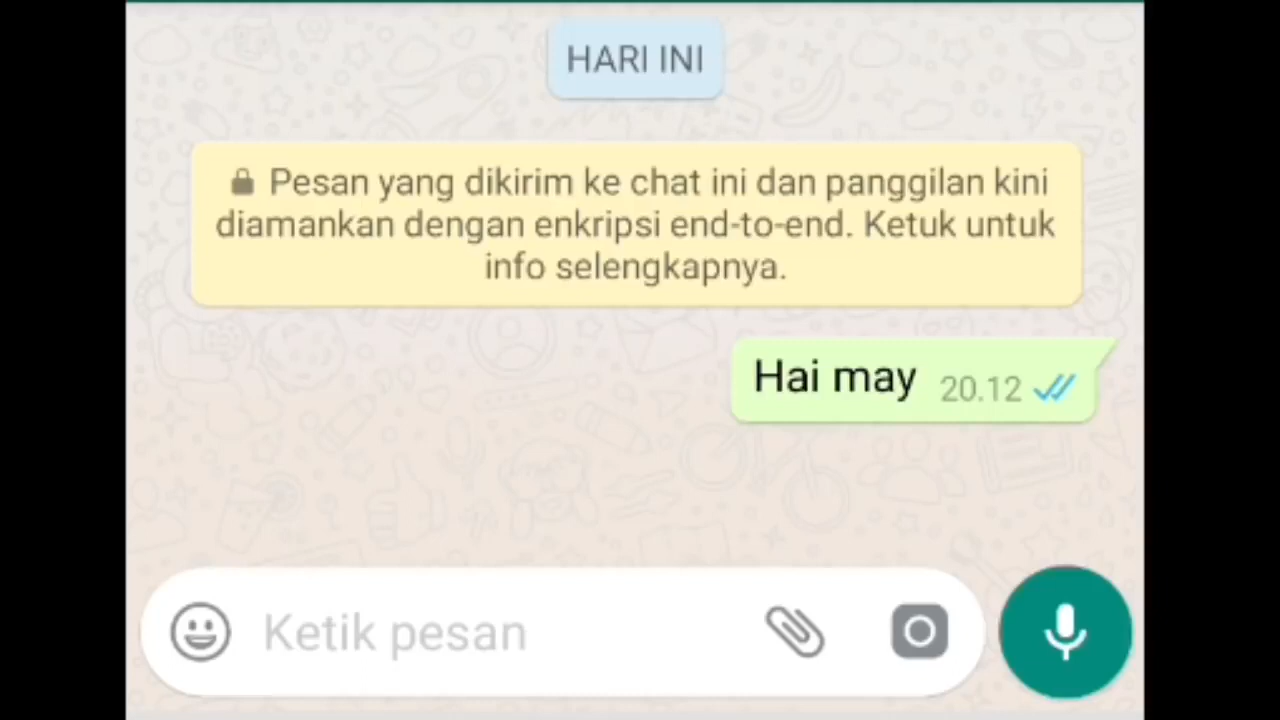 HARI INI
Pesan yang dikirim ke chat ini dan panggilan kini
diamankan dengan enkripsi end-to-end. Ketuk untuk
info selengkapnya.
Hai may 20.12
Ketik pesan